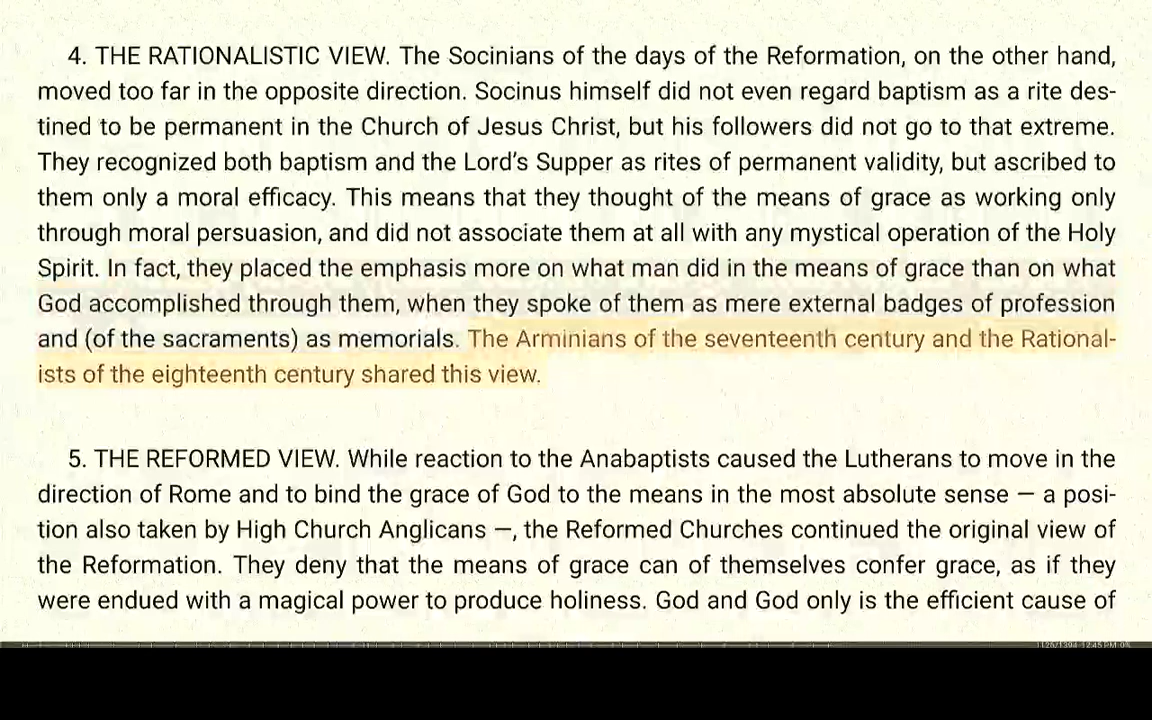 4. THE RATIONALISTIC VIEW. The Socinians of the days of the Reformation, on the other hand,
moved too far in the opposite direction. Socinus himself did not even regard baptism as a rite des-
tined to be permanent in the Church of Jesus Christ, but his followers did not go to that extreme.
They recognized both baptism and the Lord's Supper as rites of permanent validity, but ascribed to
them only a moral efficacy. This means that they thought of the means of grace as working only
through moral persuasion, and did not associate them at all with any mystical operation of the Holy
Spirit. In fact, they placed the emphasis more on what man did in the means of grace than on what
God accomplished through them, when they spoke of them as mere external badges of profession
and (of the sacraments) as memorials. The Arminians of the seventeenth century and the Rational-
ists of the eighteenth century shared this view.
5. THE REFORMED VIEW. While reaction to the Anabaptists caused the Lutherans to move in the
direction of Rome and to bind the grace of God to the means in the most absolute sense — a posi-
tion also taken by High Church Anglicans —, the Reformed Churches continued the original view of
the Reformation. They deny that the means of grace can of themselves confer grace, as if they
were endued with a magical power to produce holiness. God and God only is the efficient cause of